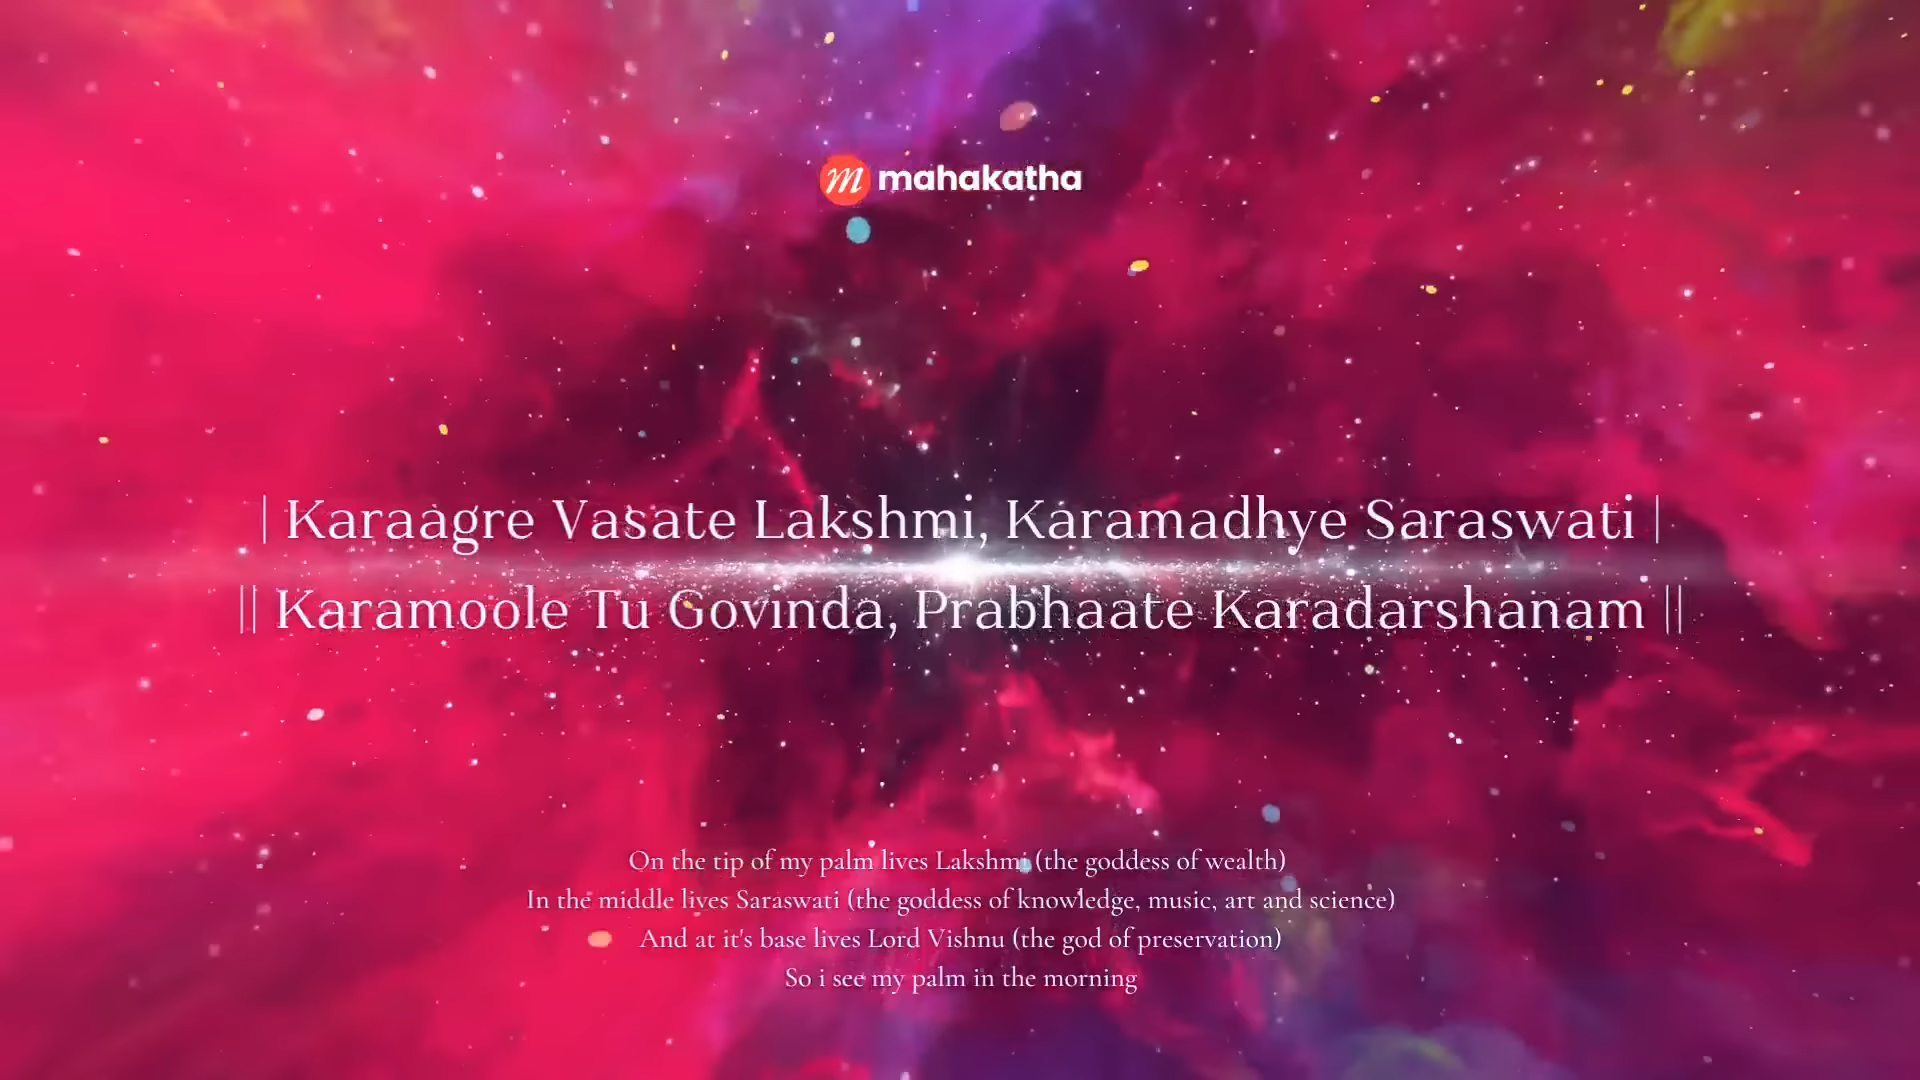 mahakatha
| Karaagre Vasate Lakshmi, Karamadhye Saraswati |
|| Karamoole Tu Govinda, Prabhaate Karadarshanam ||
On the tip of my palm lives Lakshmi (the goddess of wealth)
In the middle lives Saraswati (the goddess of knowledge, music, art and science)
And at it's base lives Lord Vishnu (the god of preservation)
So i see my palm in the morning